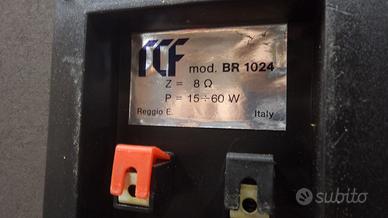 rcf mod. BR 1024
Z = 8 Ω
P = 15÷60 W
Reggio E. Italy
subito